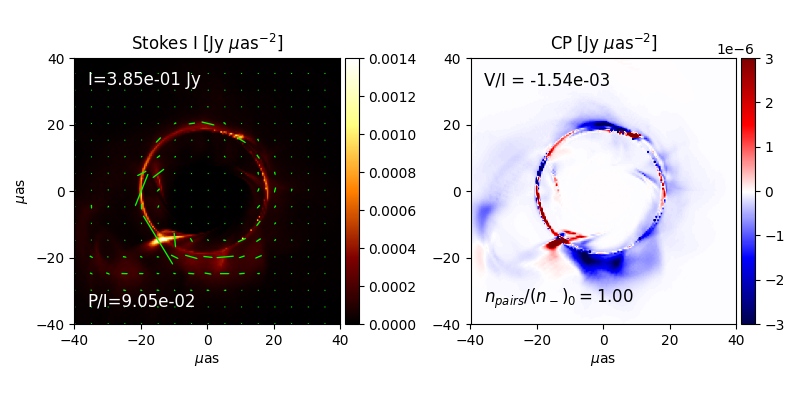 Stokes I [Jy μas⁻²]
I=3.85e-01 Jy
P/I=9.05e-02
40
20
0
−20
−40
μas
−40 −20 0 20 40
μas
0.0014
0.0012
0.0010
0.0008
0.0006
0.0004
0.0002
0.0000
CP [Jy μas⁻²]
1e−6
V/I = -1.54e-03
n_pairs/(n_−)_0 = 1.00
40
20
0
−20
−40
−40 −20 0 20 40
μas
3
2
1
0
−1
−2
−3